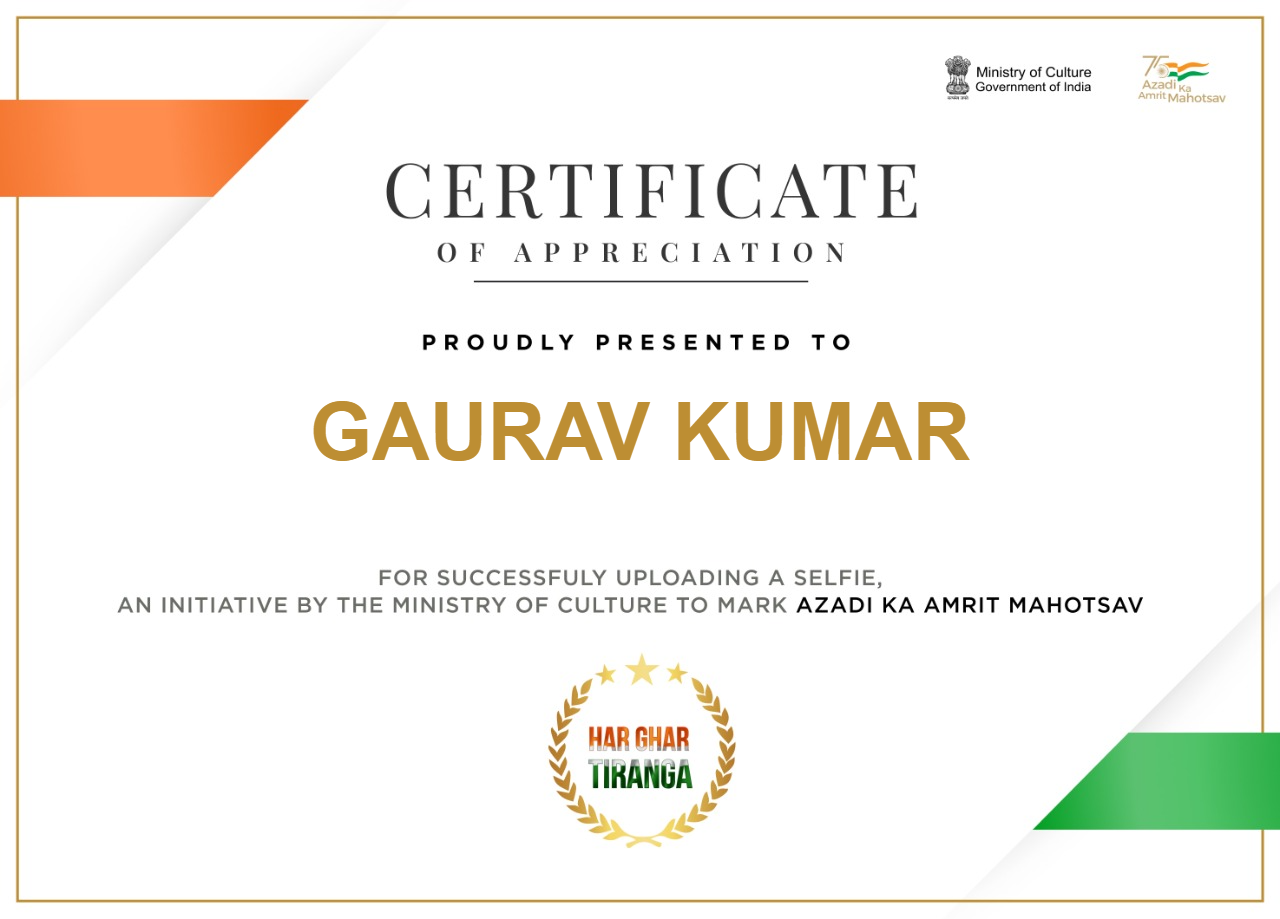 Ministry of Culture
Government of India
75
Azadi Ka
Amrit Mahotsav
CERTIFICATE
OF APPRECIATION
PROUDLY PRESENTED TO
GAURAV KUMAR
FOR SUCCESSFULY UPLOADING A SELFIE,
AN INITIATIVE BY THE MINISTRY OF CULTURE TO MARK AZADI KA AMRIT MAHOTSAV
HAR GHAR
TIRANGA